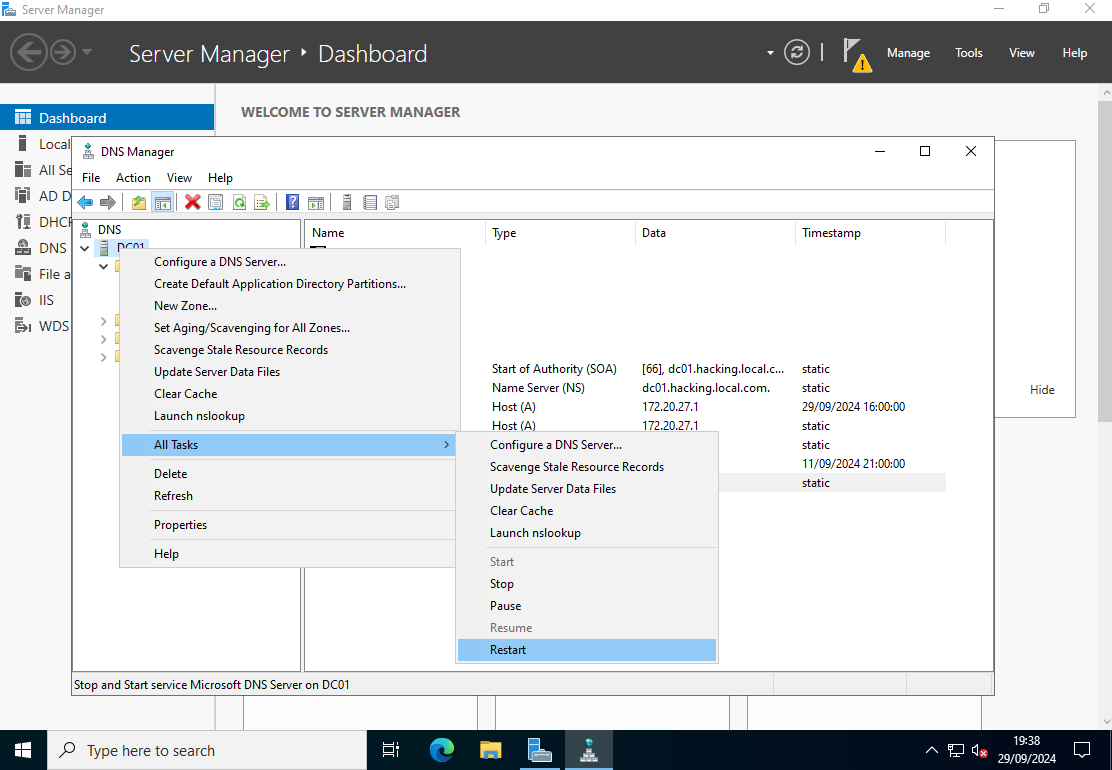 Server Manager
Server Manager
Dashboard
Manage
Tools
View
Help
Dashboard
WELCOME TO SERVER MANAGER
Local
All Se
AD D
DHCP
DNS
File a
IIS
WDS
Hide
DNS Manager
File
Action
View
Help
DNS
DC01
Name
Type
Data
Timestamp
Start of Authority (SOA)
[66], dc01.hacking.local.c...
static
Name Server (NS)
dc01.hacking.local.com.
static
Host (A)
172.20.27.1
29/09/2024 16:00:00
Host (A)
172.20.27.1
static
static
11/09/2024 21:00:00
static
Configure a DNS Server...
Create Default Application Directory Partitions...
New Zone...
Set Aging/Scavenging for All Zones...
Scavenge Stale Resource Records
Update Server Data Files
Clear Cache
Launch nslookup
All Tasks
Delete
Refresh
Properties
Help
Configure a DNS Server...
Scavenge Stale Resource Records
Update Server Data Files
Clear Cache
Launch nslookup
Start
Stop
Pause
Resume
Restart
Stop and Start service Microsoft DNS Server on DC01
Type here to search
19:38
29/09/2024